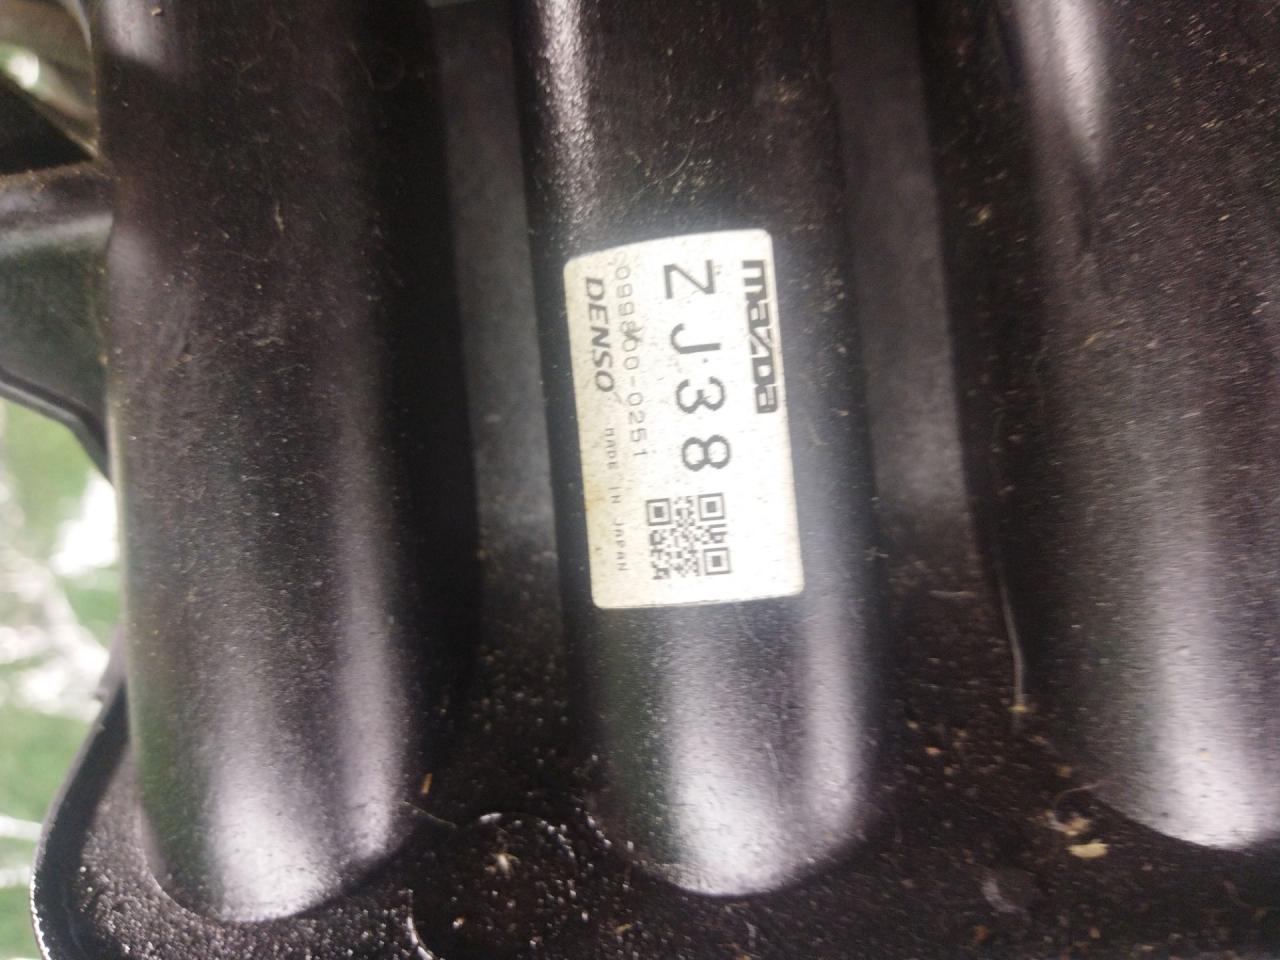 mazda
ZJ38
099800-0251
DENSO MADE IN JAPAN